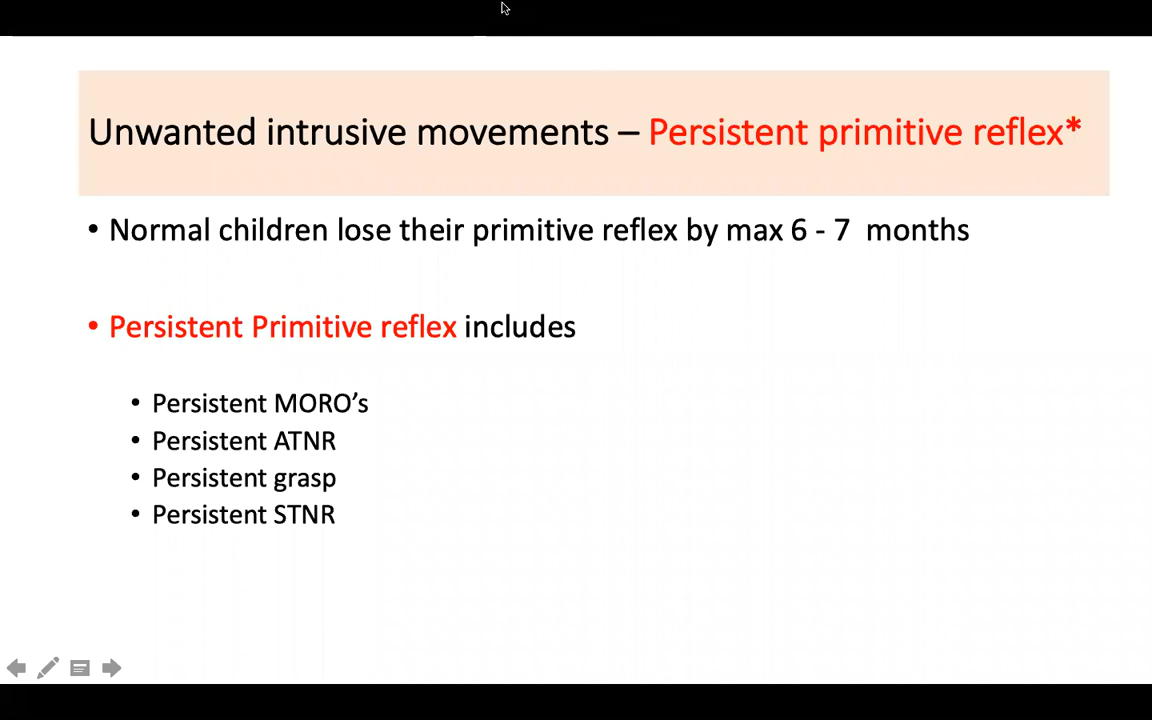 Unwanted intrusive movements – Persistent primitive reflex*
• Normal children lose their primitive reflex by max 6 - 7 months
• Persistent Primitive reflex includes
• Persistent MORO’s
• Persistent ATNR
• Persistent grasp
• Persistent STNR